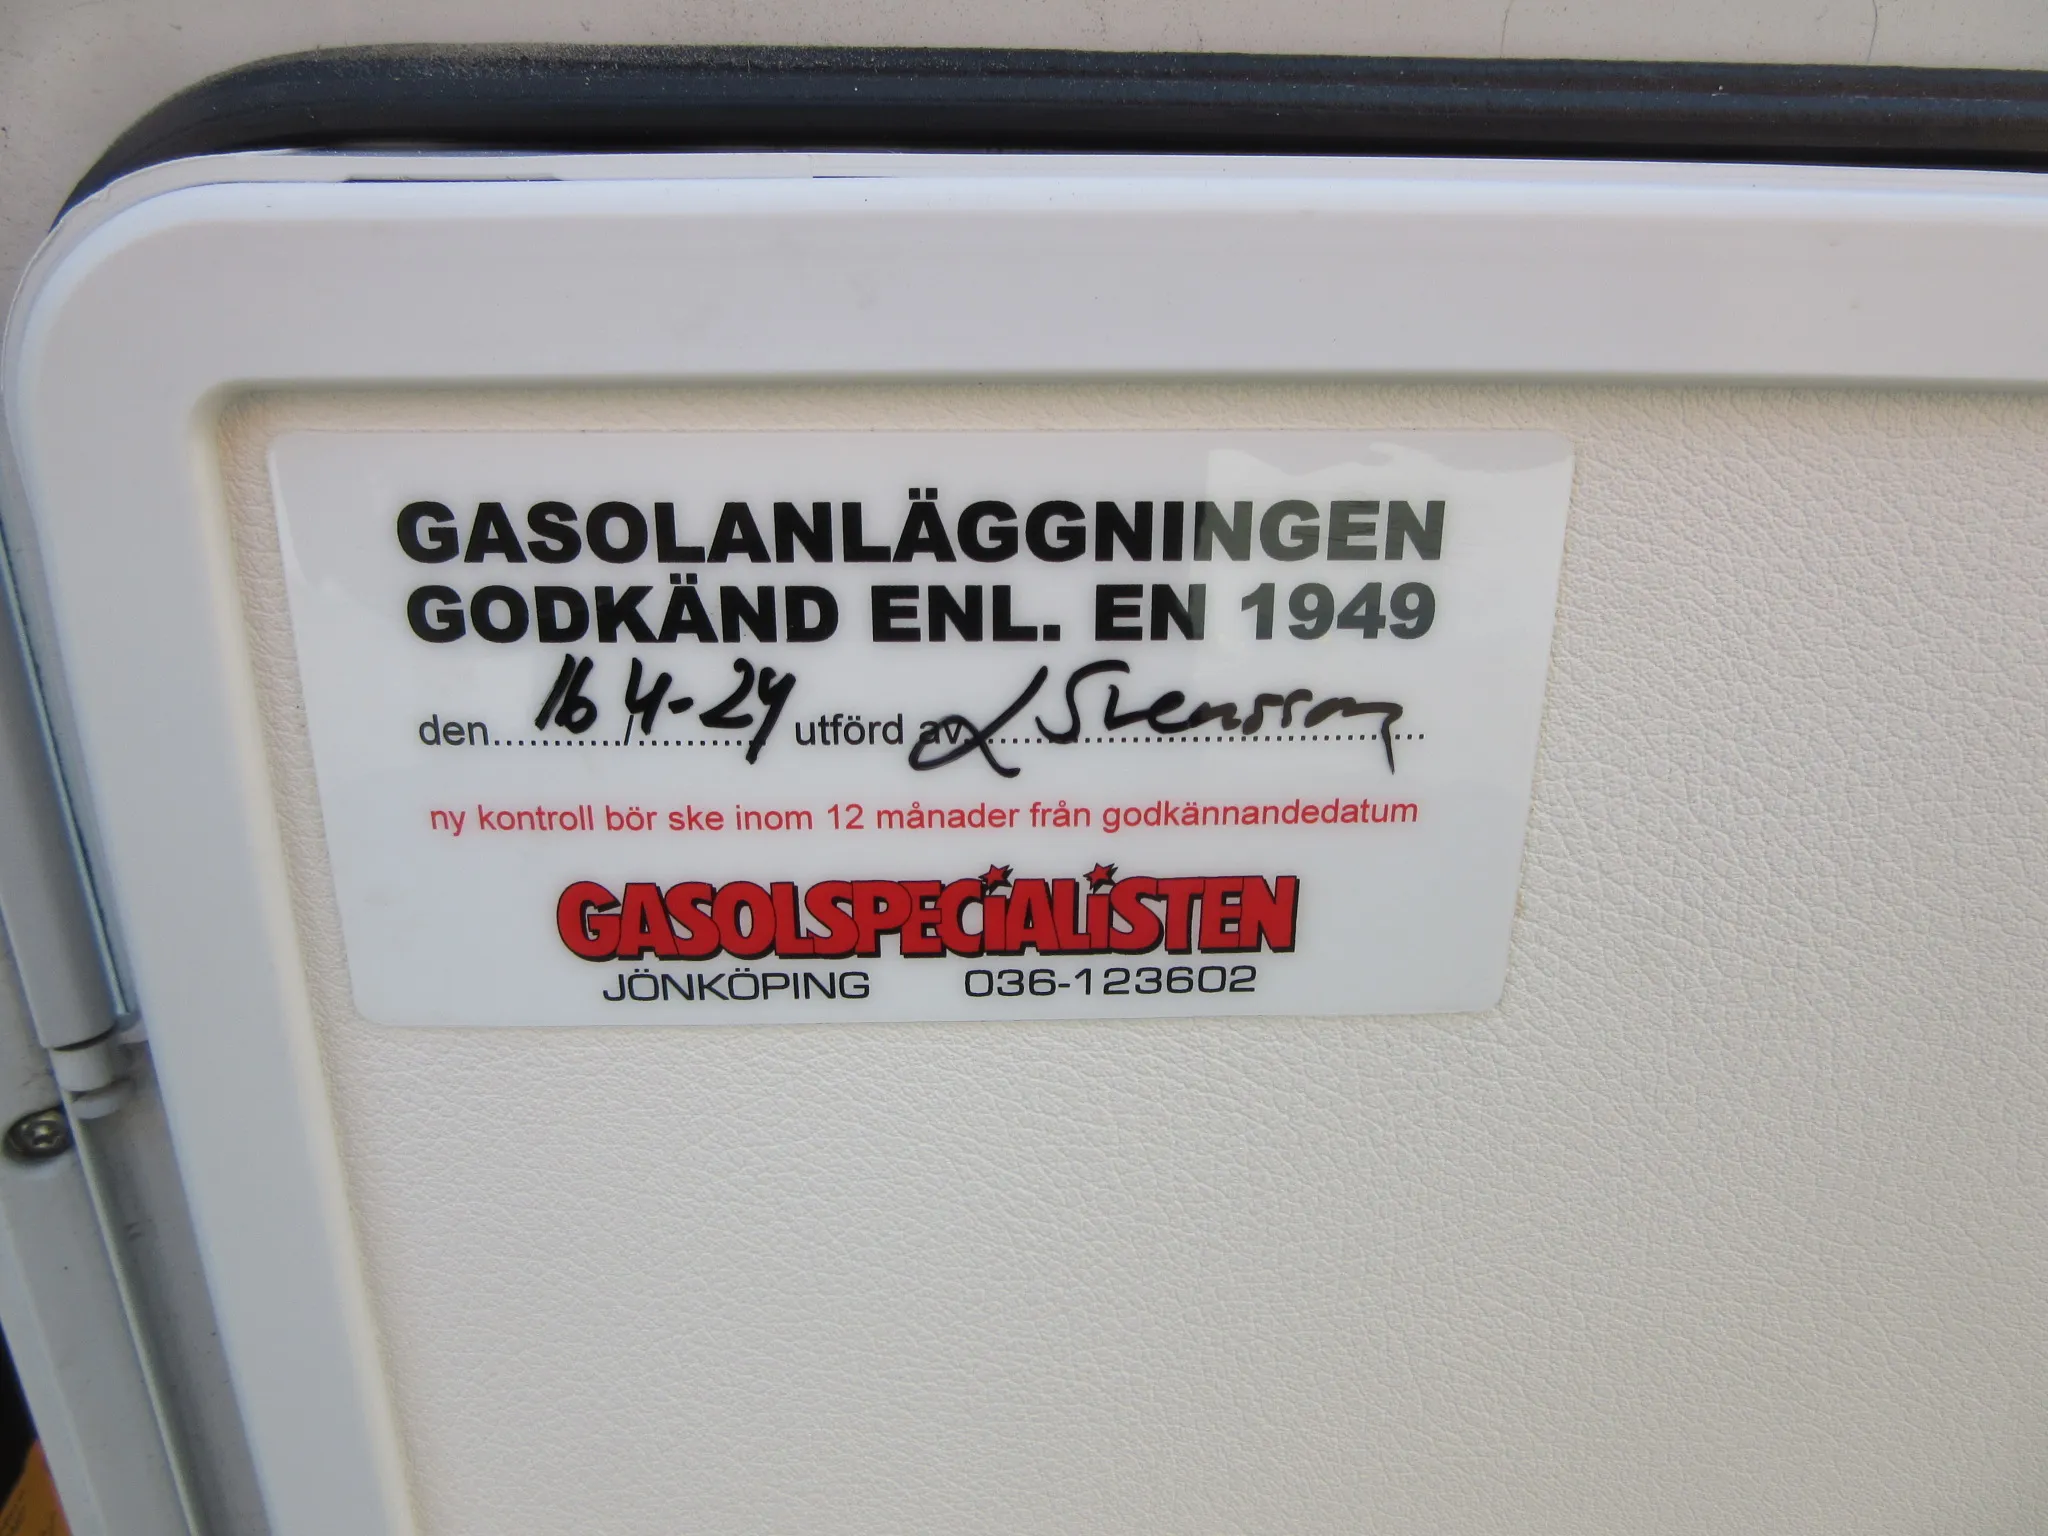 GASOLANLÄGGNINGEN
GODKÄND ENL. EN 1949
den 16/4-24 utförd av L Svensson
ny kontroll bör ske inom 12 månader från godkännandedatum
GASOLSPECiALiSTEN
JÖNKÖPING 036-123602